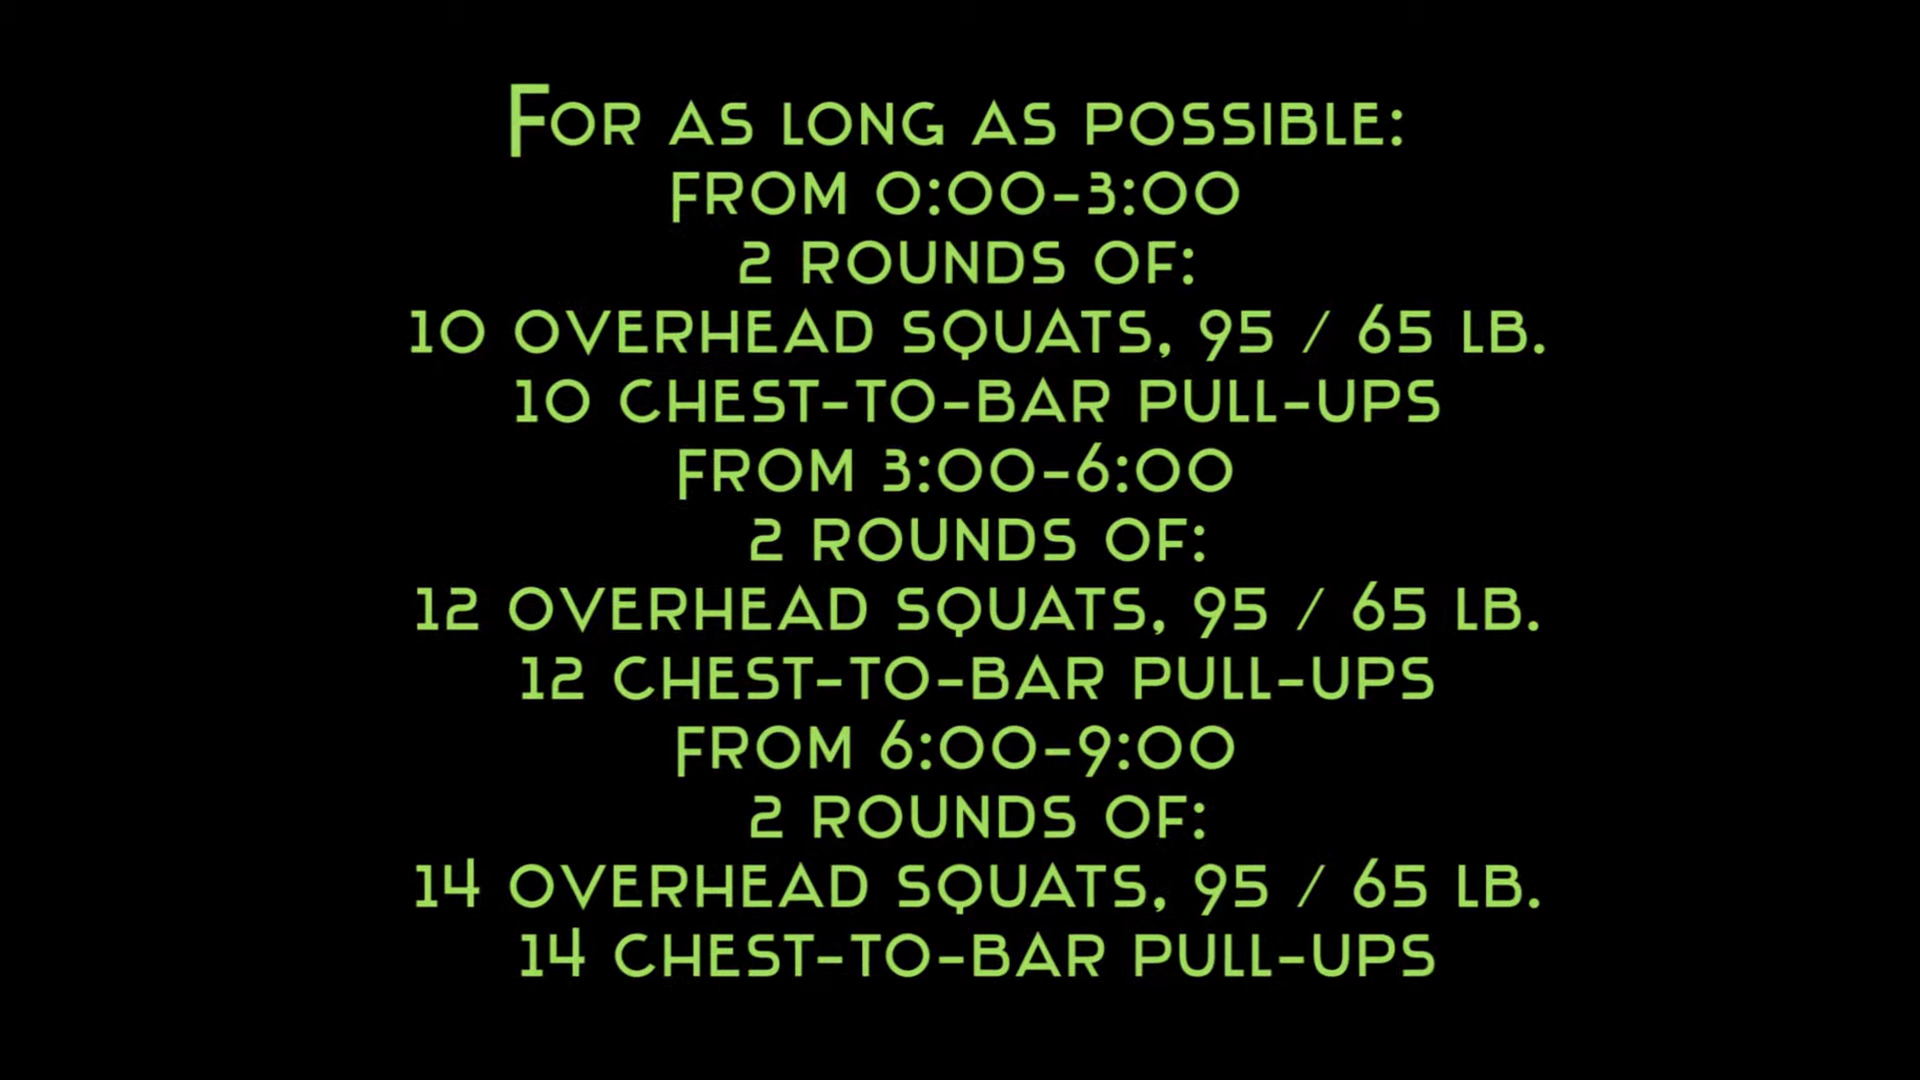 For as long as possible:
from 0:00-3:00
2 rounds of:
10 overhead squats, 95 / 65 lb.
10 chest-to-bar pull-ups
from 3:00-6:00
2 rounds of:
12 overhead squats, 95 / 65 lb.
12 chest-to-bar pull-ups
from 6:00-9:00
2 rounds of:
14 overhead squats, 95 / 65 lb.
14 chest-to-bar pull-ups